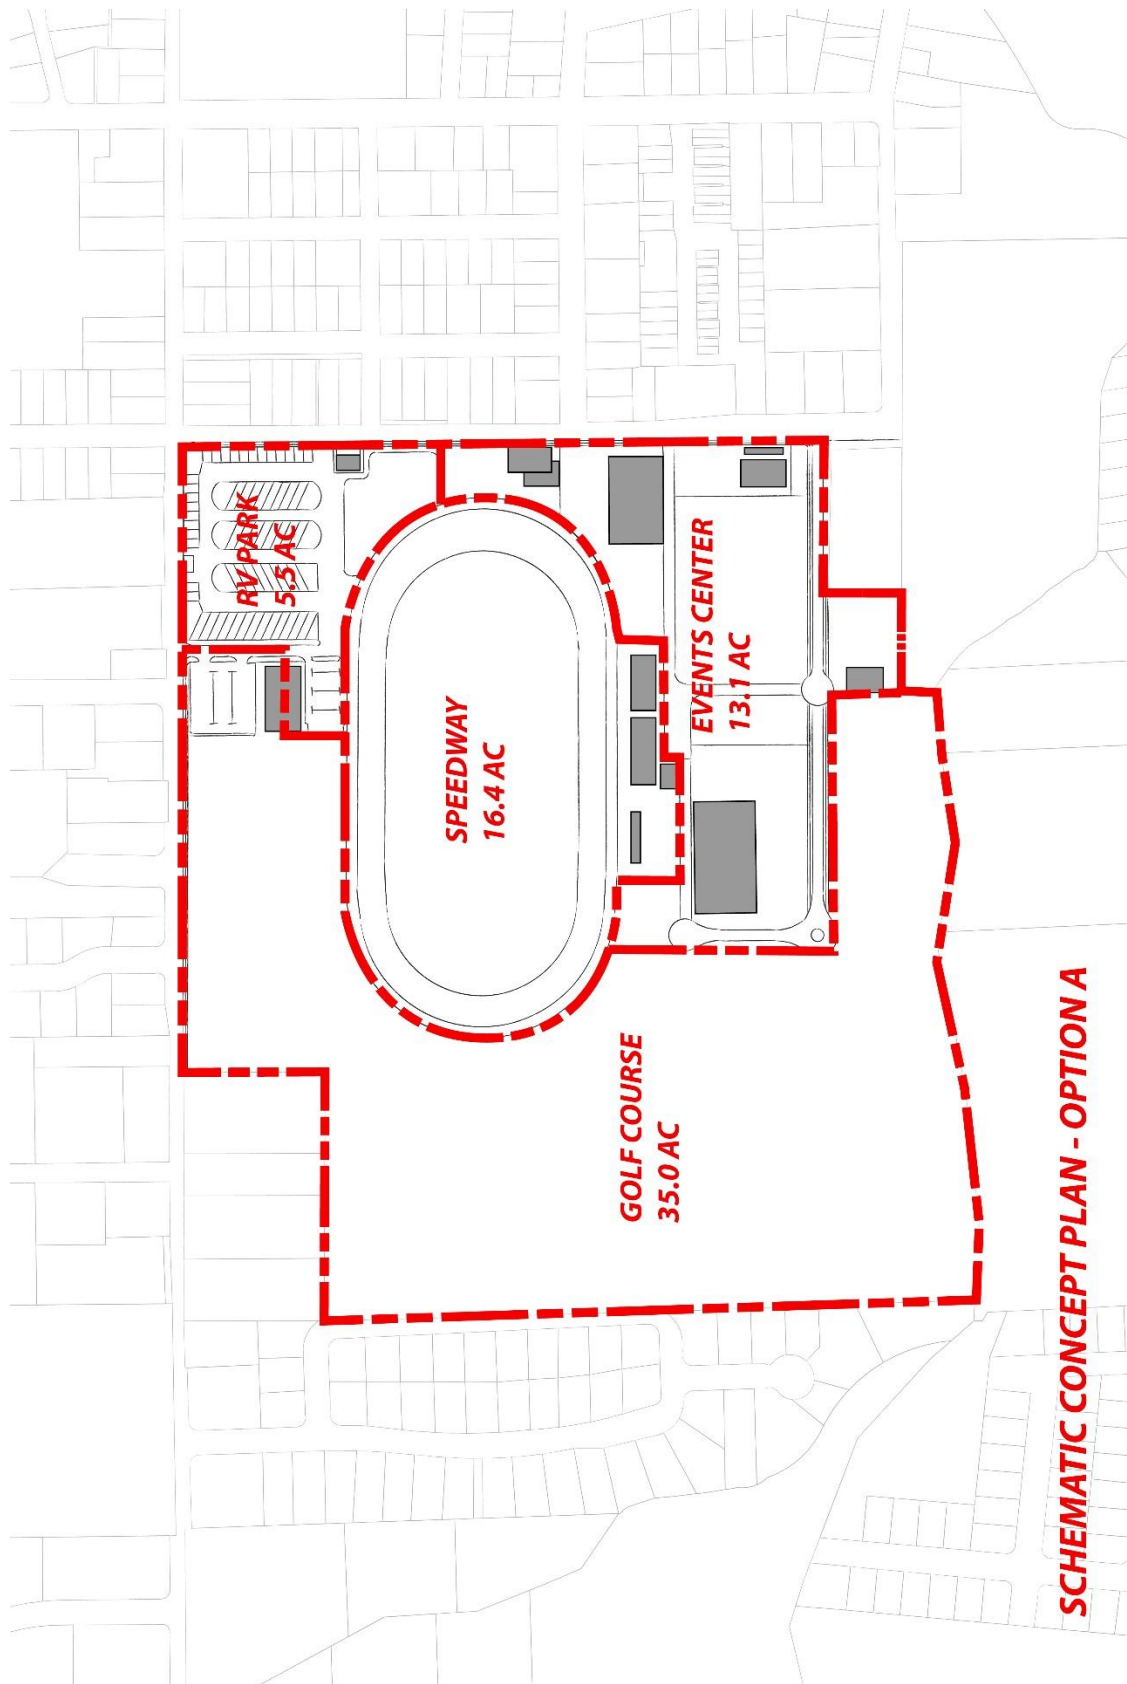 RV PARK
5.5 AC
SPEEDWAY
16.4 AC
EVENTS CENTER
13.1 AC
GOLF COURSE
35.0 AC
SCHEMATIC CONCEPT PLAN - OPTION A